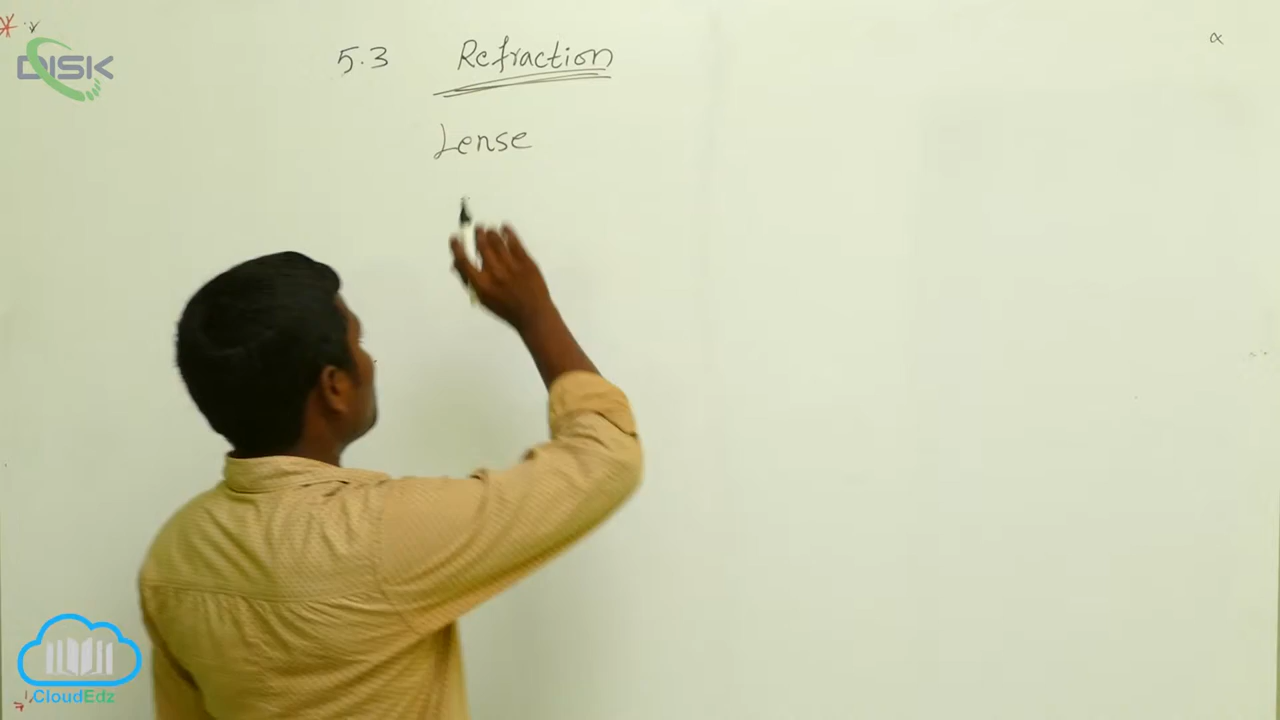 DISK
5.3 Refraction
α
Lense
CloudEdz